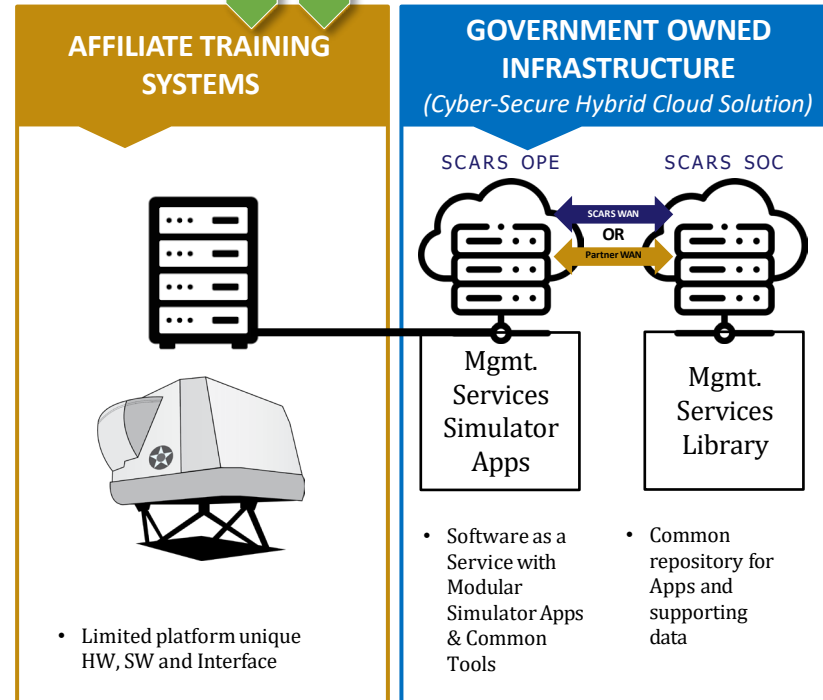 AFFILIATE TRAINING
SYSTEMS
• Limited platform unique
HW, SW and Interface
GOVERNMENT OWNED
INFRASTRUCTURE
(Cyber-Secure Hybrid Cloud Solution)
SCARS OPE
SCARS SOC
SCARS WAN
OR
Partner WAN
Mgmt.
Services
Simulator
Apps
Mgmt.
Services
Library
• Software as a
Service with
Modular
Simulator Apps
& Common
Tools
• Common
repository for
Apps and
supporting
data